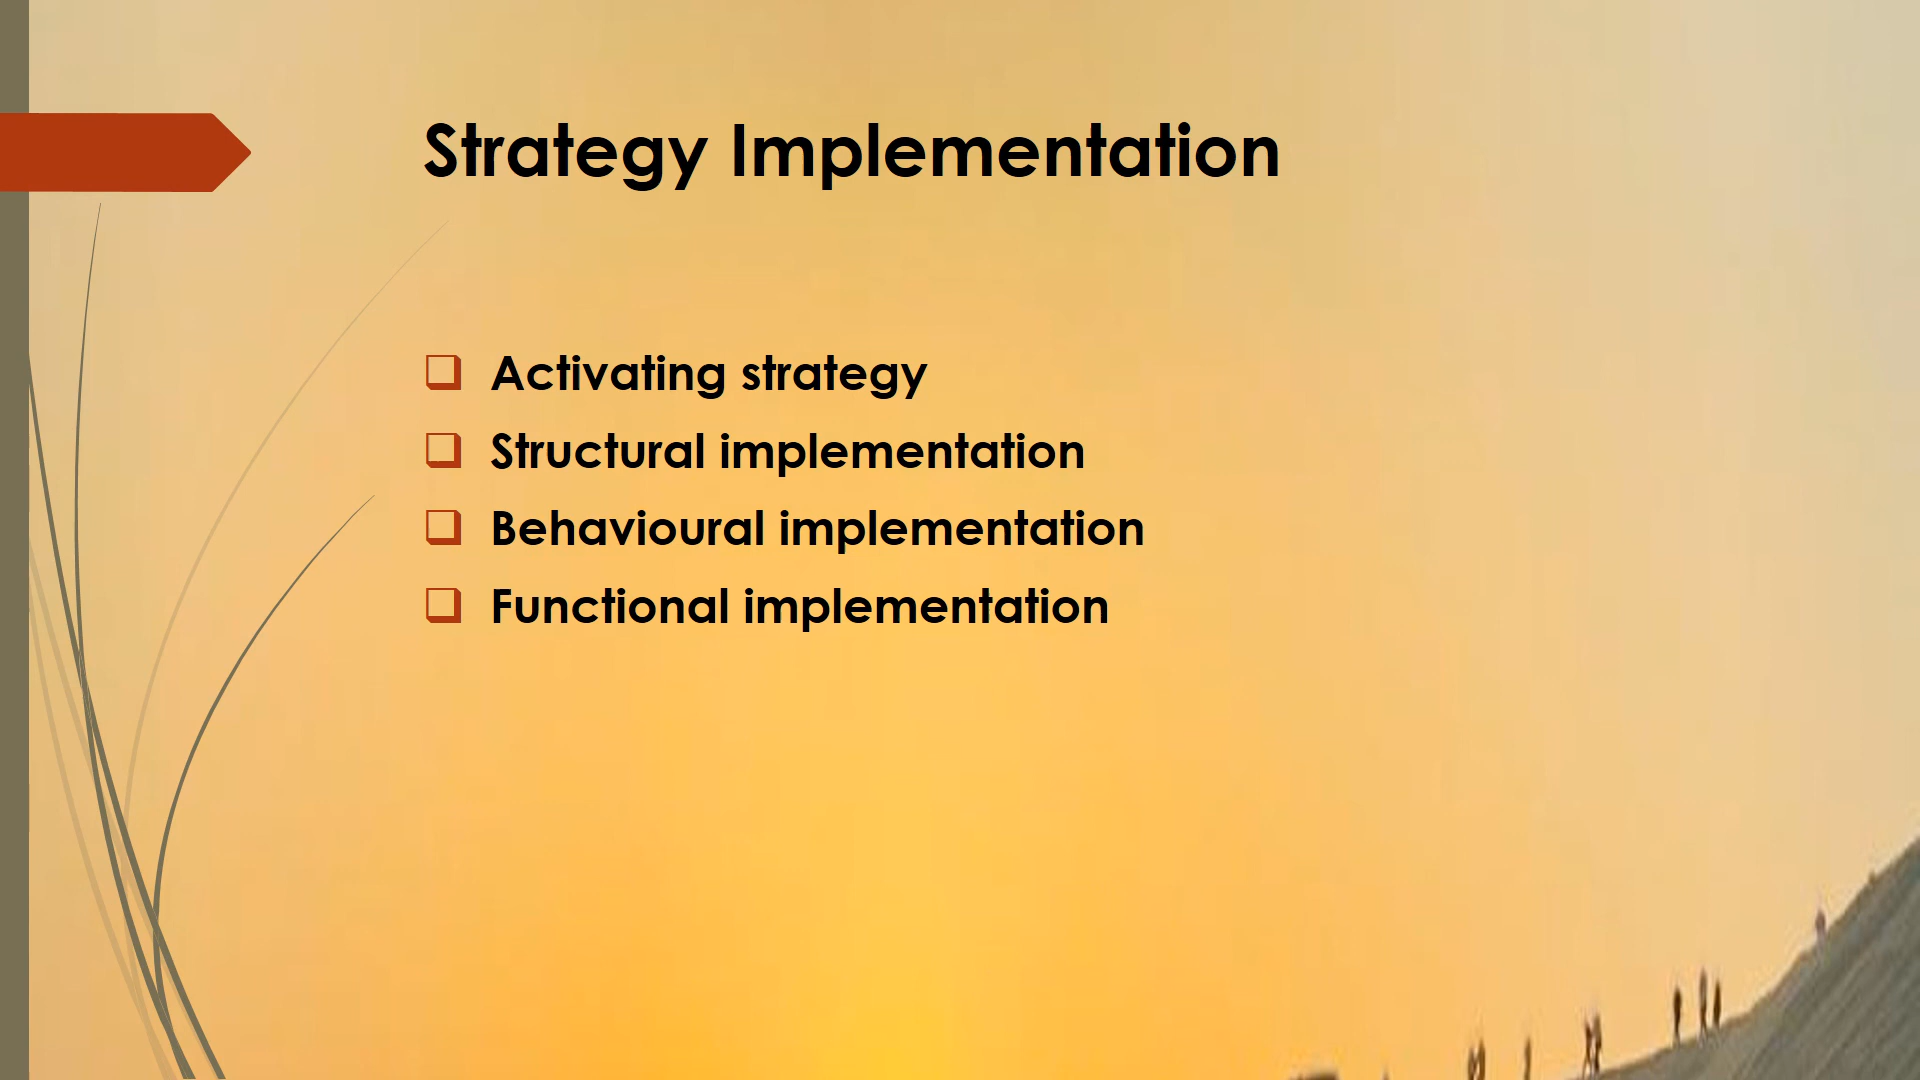 Strategy Implementation
Activating strategy
Structural implementation
Behavioural implementation
Functional implementation